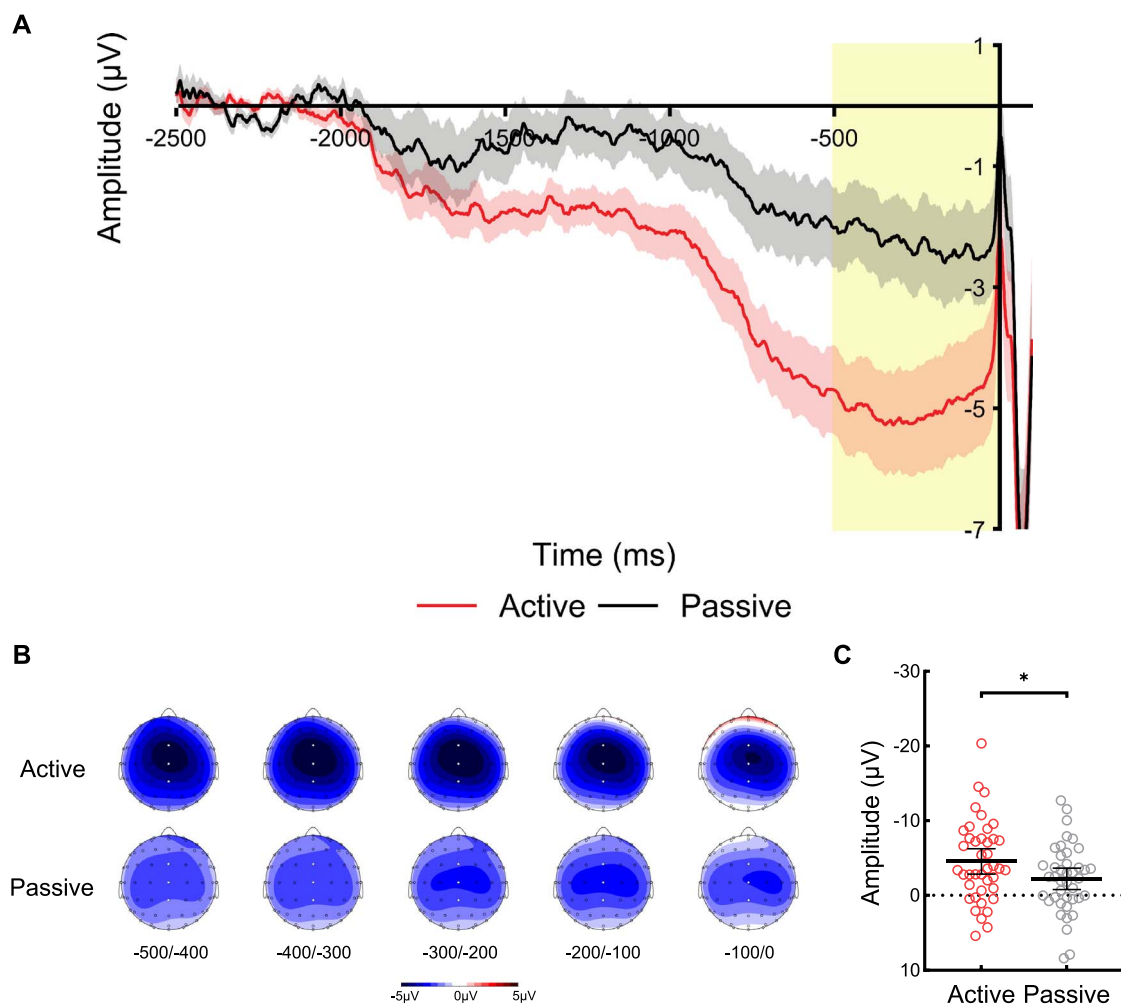 A
Amplitude (µV)
1
-2500 -2000 -1500 -1000 -500
-1
-3
-5
-7
Time (ms)
Active Passive
B
Active
Passive
-500/-400 -400/-300 -300/-200 -200/-100 -100/0
-5µV 0µV 5µV
C
Amplitude (µV)
-30
*
-20
-10
0
10
Active Passive